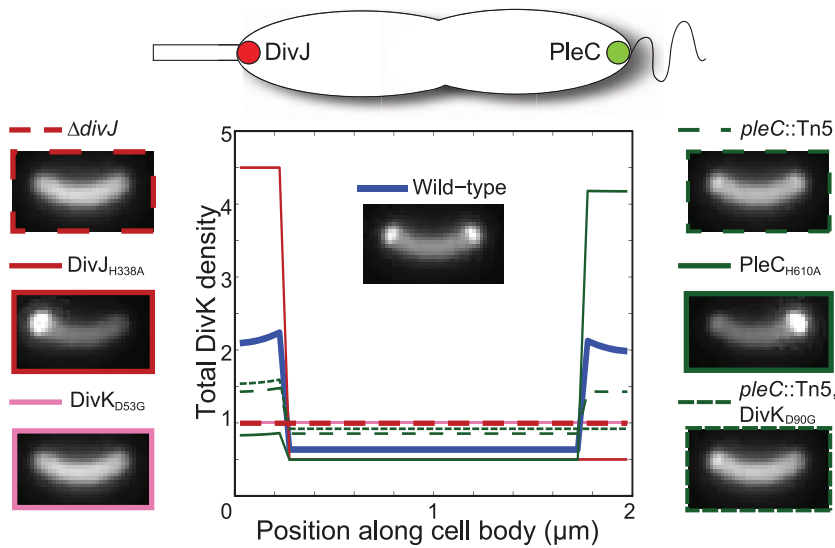 DivJ
PleC
ΔdivJ
DivJH338A
DivKD53G
Total DivK density
5
4
3
2
1
0
Wild-type
0
1
2
Position along cell body (μm)
pleC::Tn5
PleCH610A
pleC::Tn5,
DivKD90G